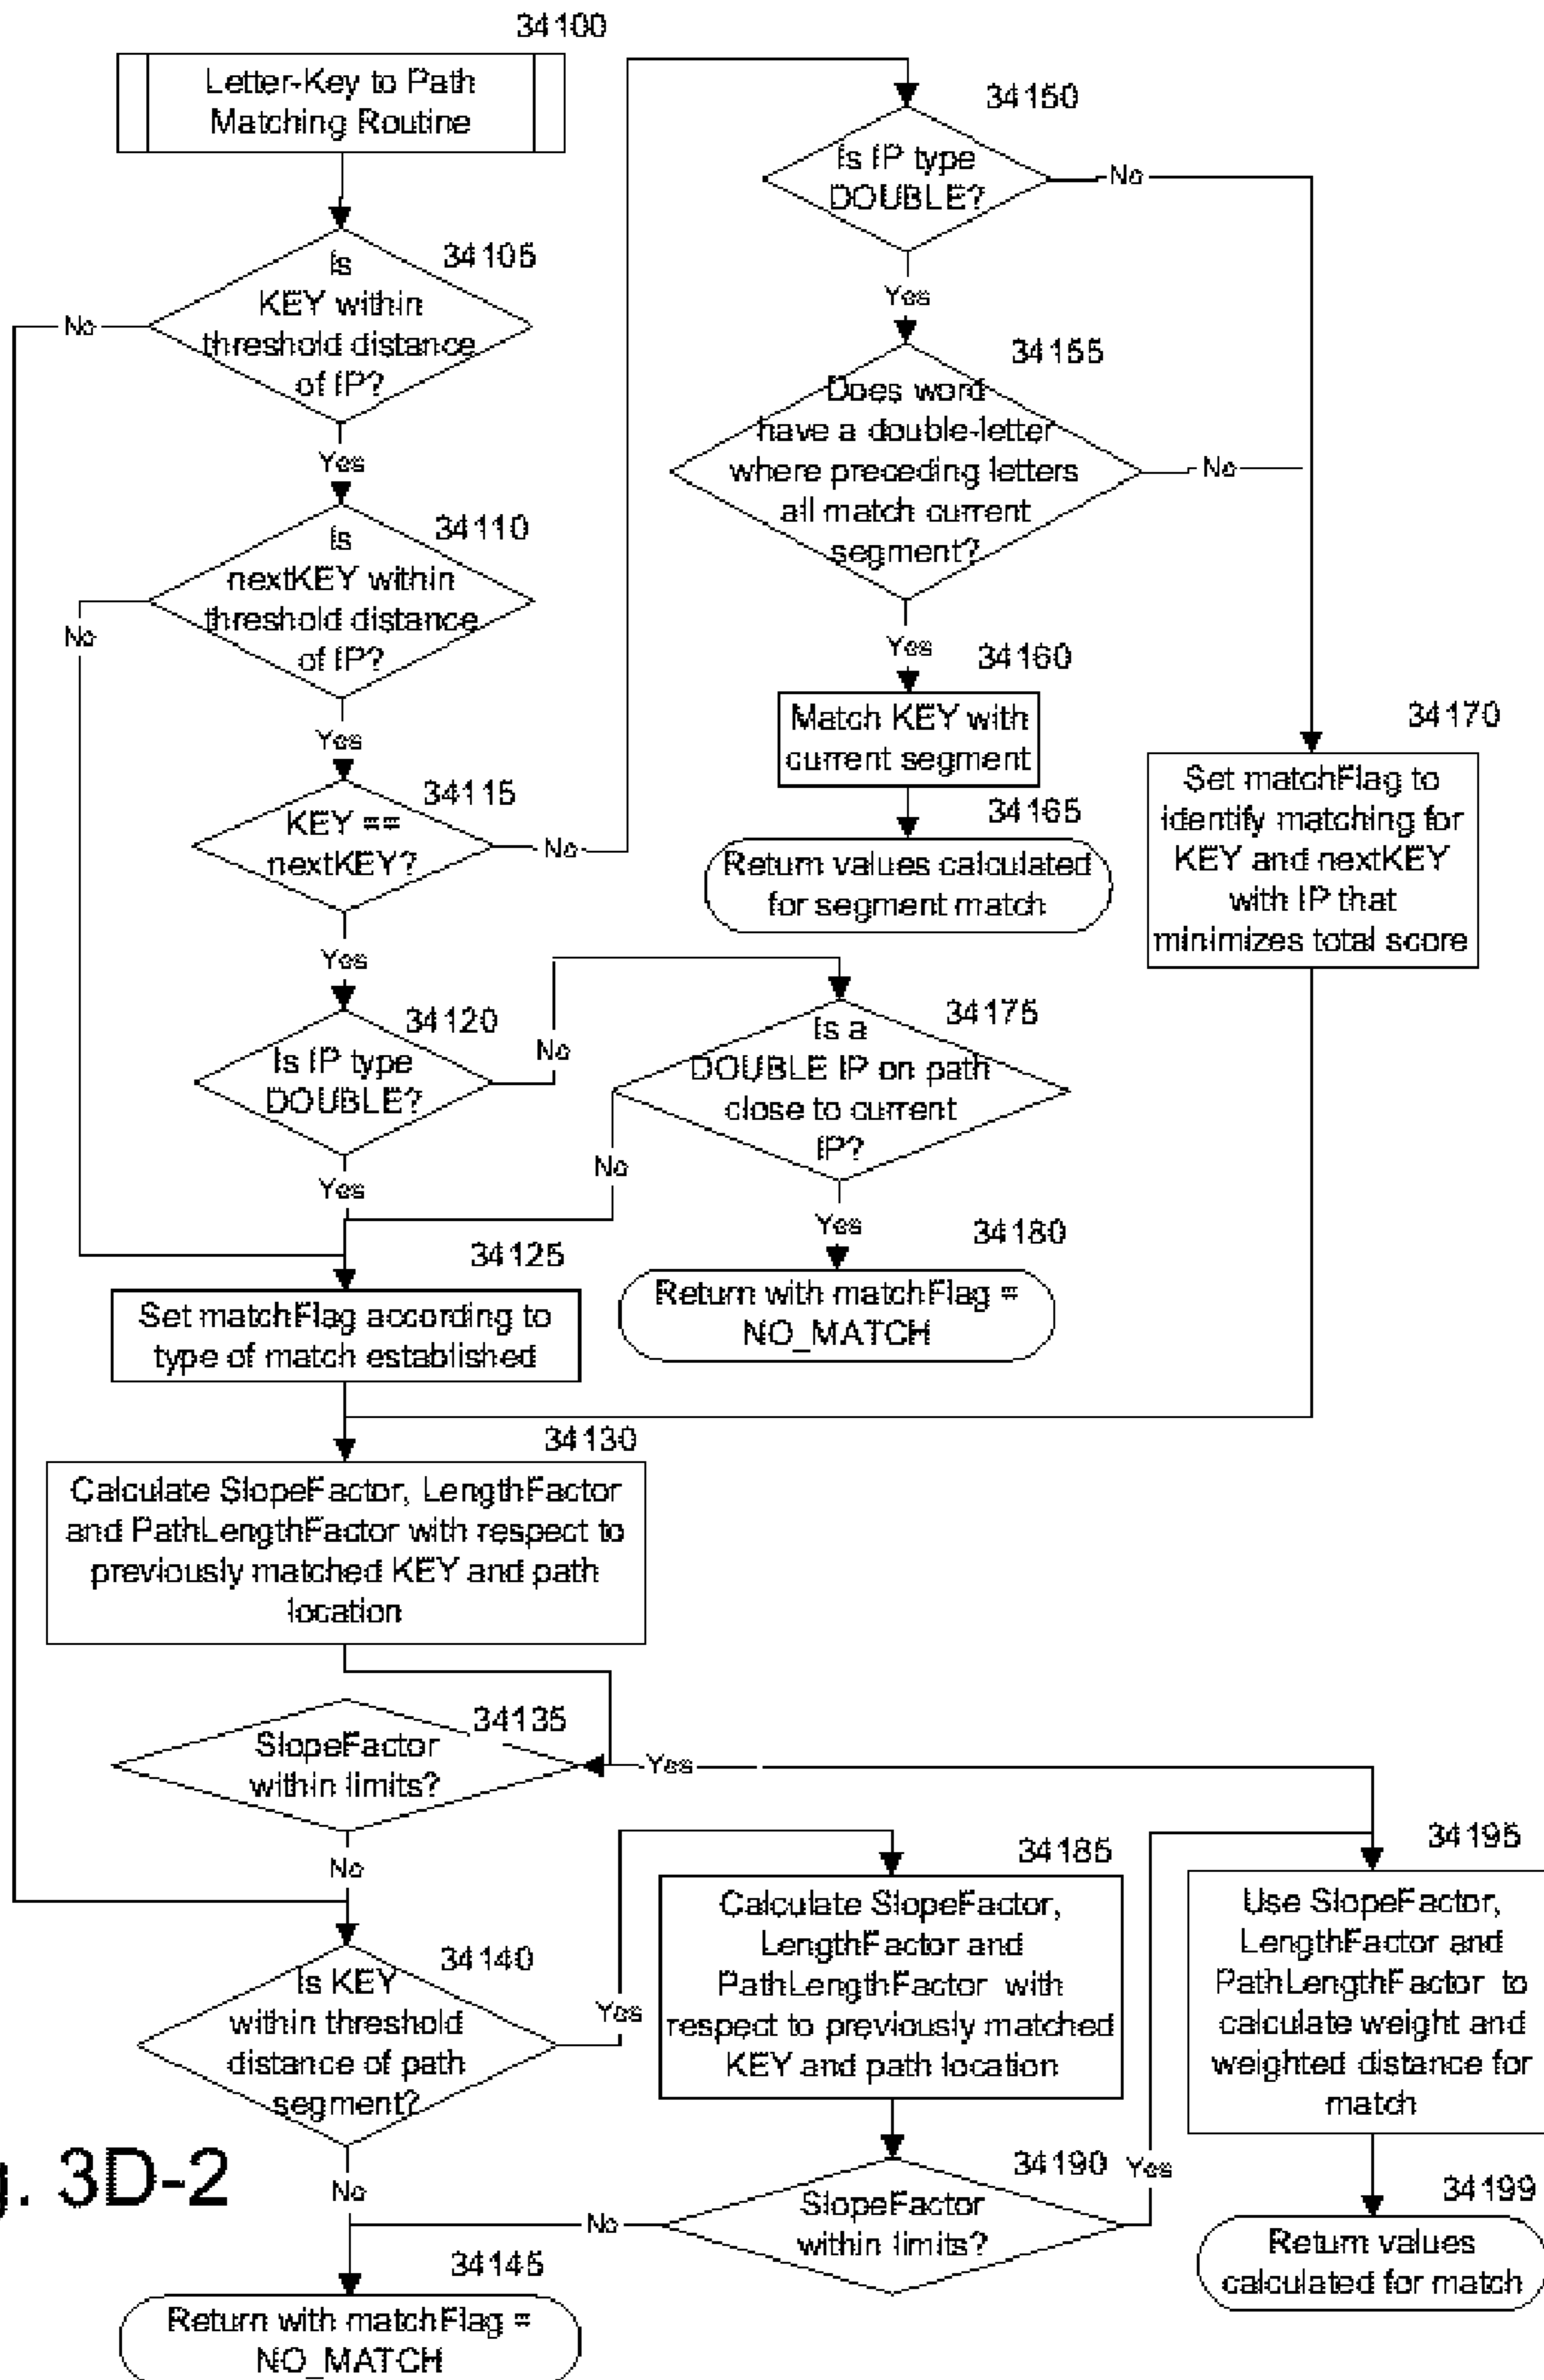 34100
Letter-Key to Path
Matching Routine
34105
Is
KEY within
threshold distance
of IP?
No
Yes
34110
Is
nextKEY within
threshold distance
of IP?
No
Yes
34115
KEY ==
nextKEY?
No
Yes
34120
Is IP type
DOUBLE?
No
Yes
34125
Set matchFlag according to
type of match established
34130
Calculate SlopeFactor, LengthFactor
and PathLengthFactor with respect to
previously matched KEY and path
location
34135
SlopeFactor
within limits?
Yes
No
34140
Is KEY
within threshold
distance of path
segment?
Yes
No
34145
Return with matchFlag =
NO_MATCH
34150
Is IP type
DOUBLE?
No
Yes
34155
Does word
have a double-letter
where preceding letters
all match current
segment?
No
Yes
34160
Match KEY with
current segment
34165
Return values calculated
for segment match
34170
Set matchFlag to
identify matching for
KEY and nextKEY
with IP that
minimizes total score
34175
Is a
DOUBLE IP on path
close to current
IP?
No
Yes
34180
Return with matchFlag =
NO_MATCH
34185
Calculate SlopeFactor,
LengthFactor and
PathLengthFactor with
respect to previously matched
KEY and path location
34190
SlopeFactor
within limits?
No
Yes
34195
Use SlopeFactor,
LengthFactor and
PathLengthFactor to
calculate weight and
weighted distance for
match
34199
Return values
calculated for match
g. 3D-2